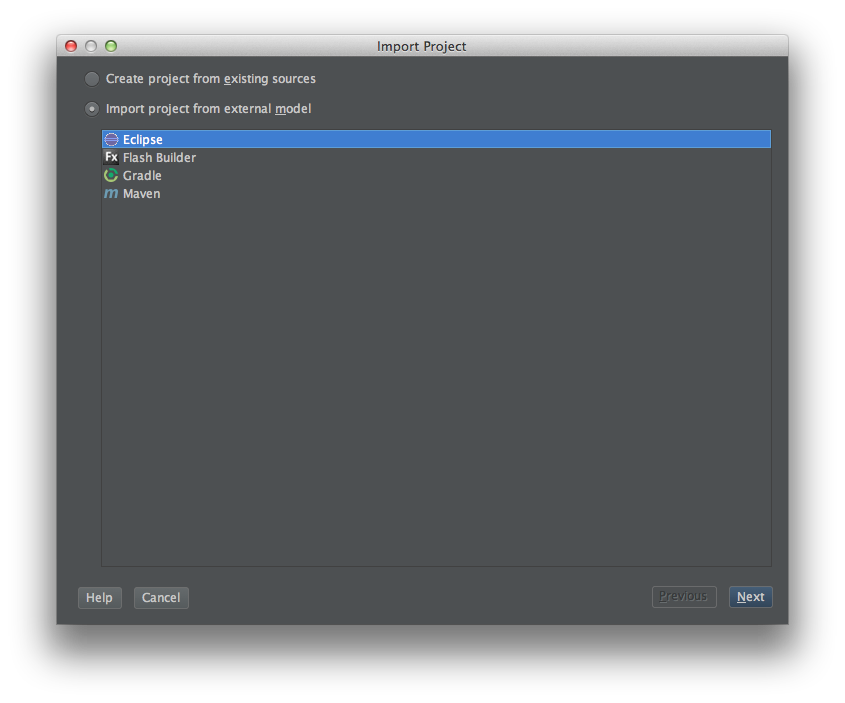 Import Project
Create project from existing sources
Import project from external model
Eclipse
Fx Flash Builder
Gradle
m Maven
Help Cancel Previous Next